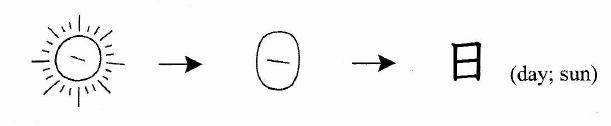 日 (day; sun)